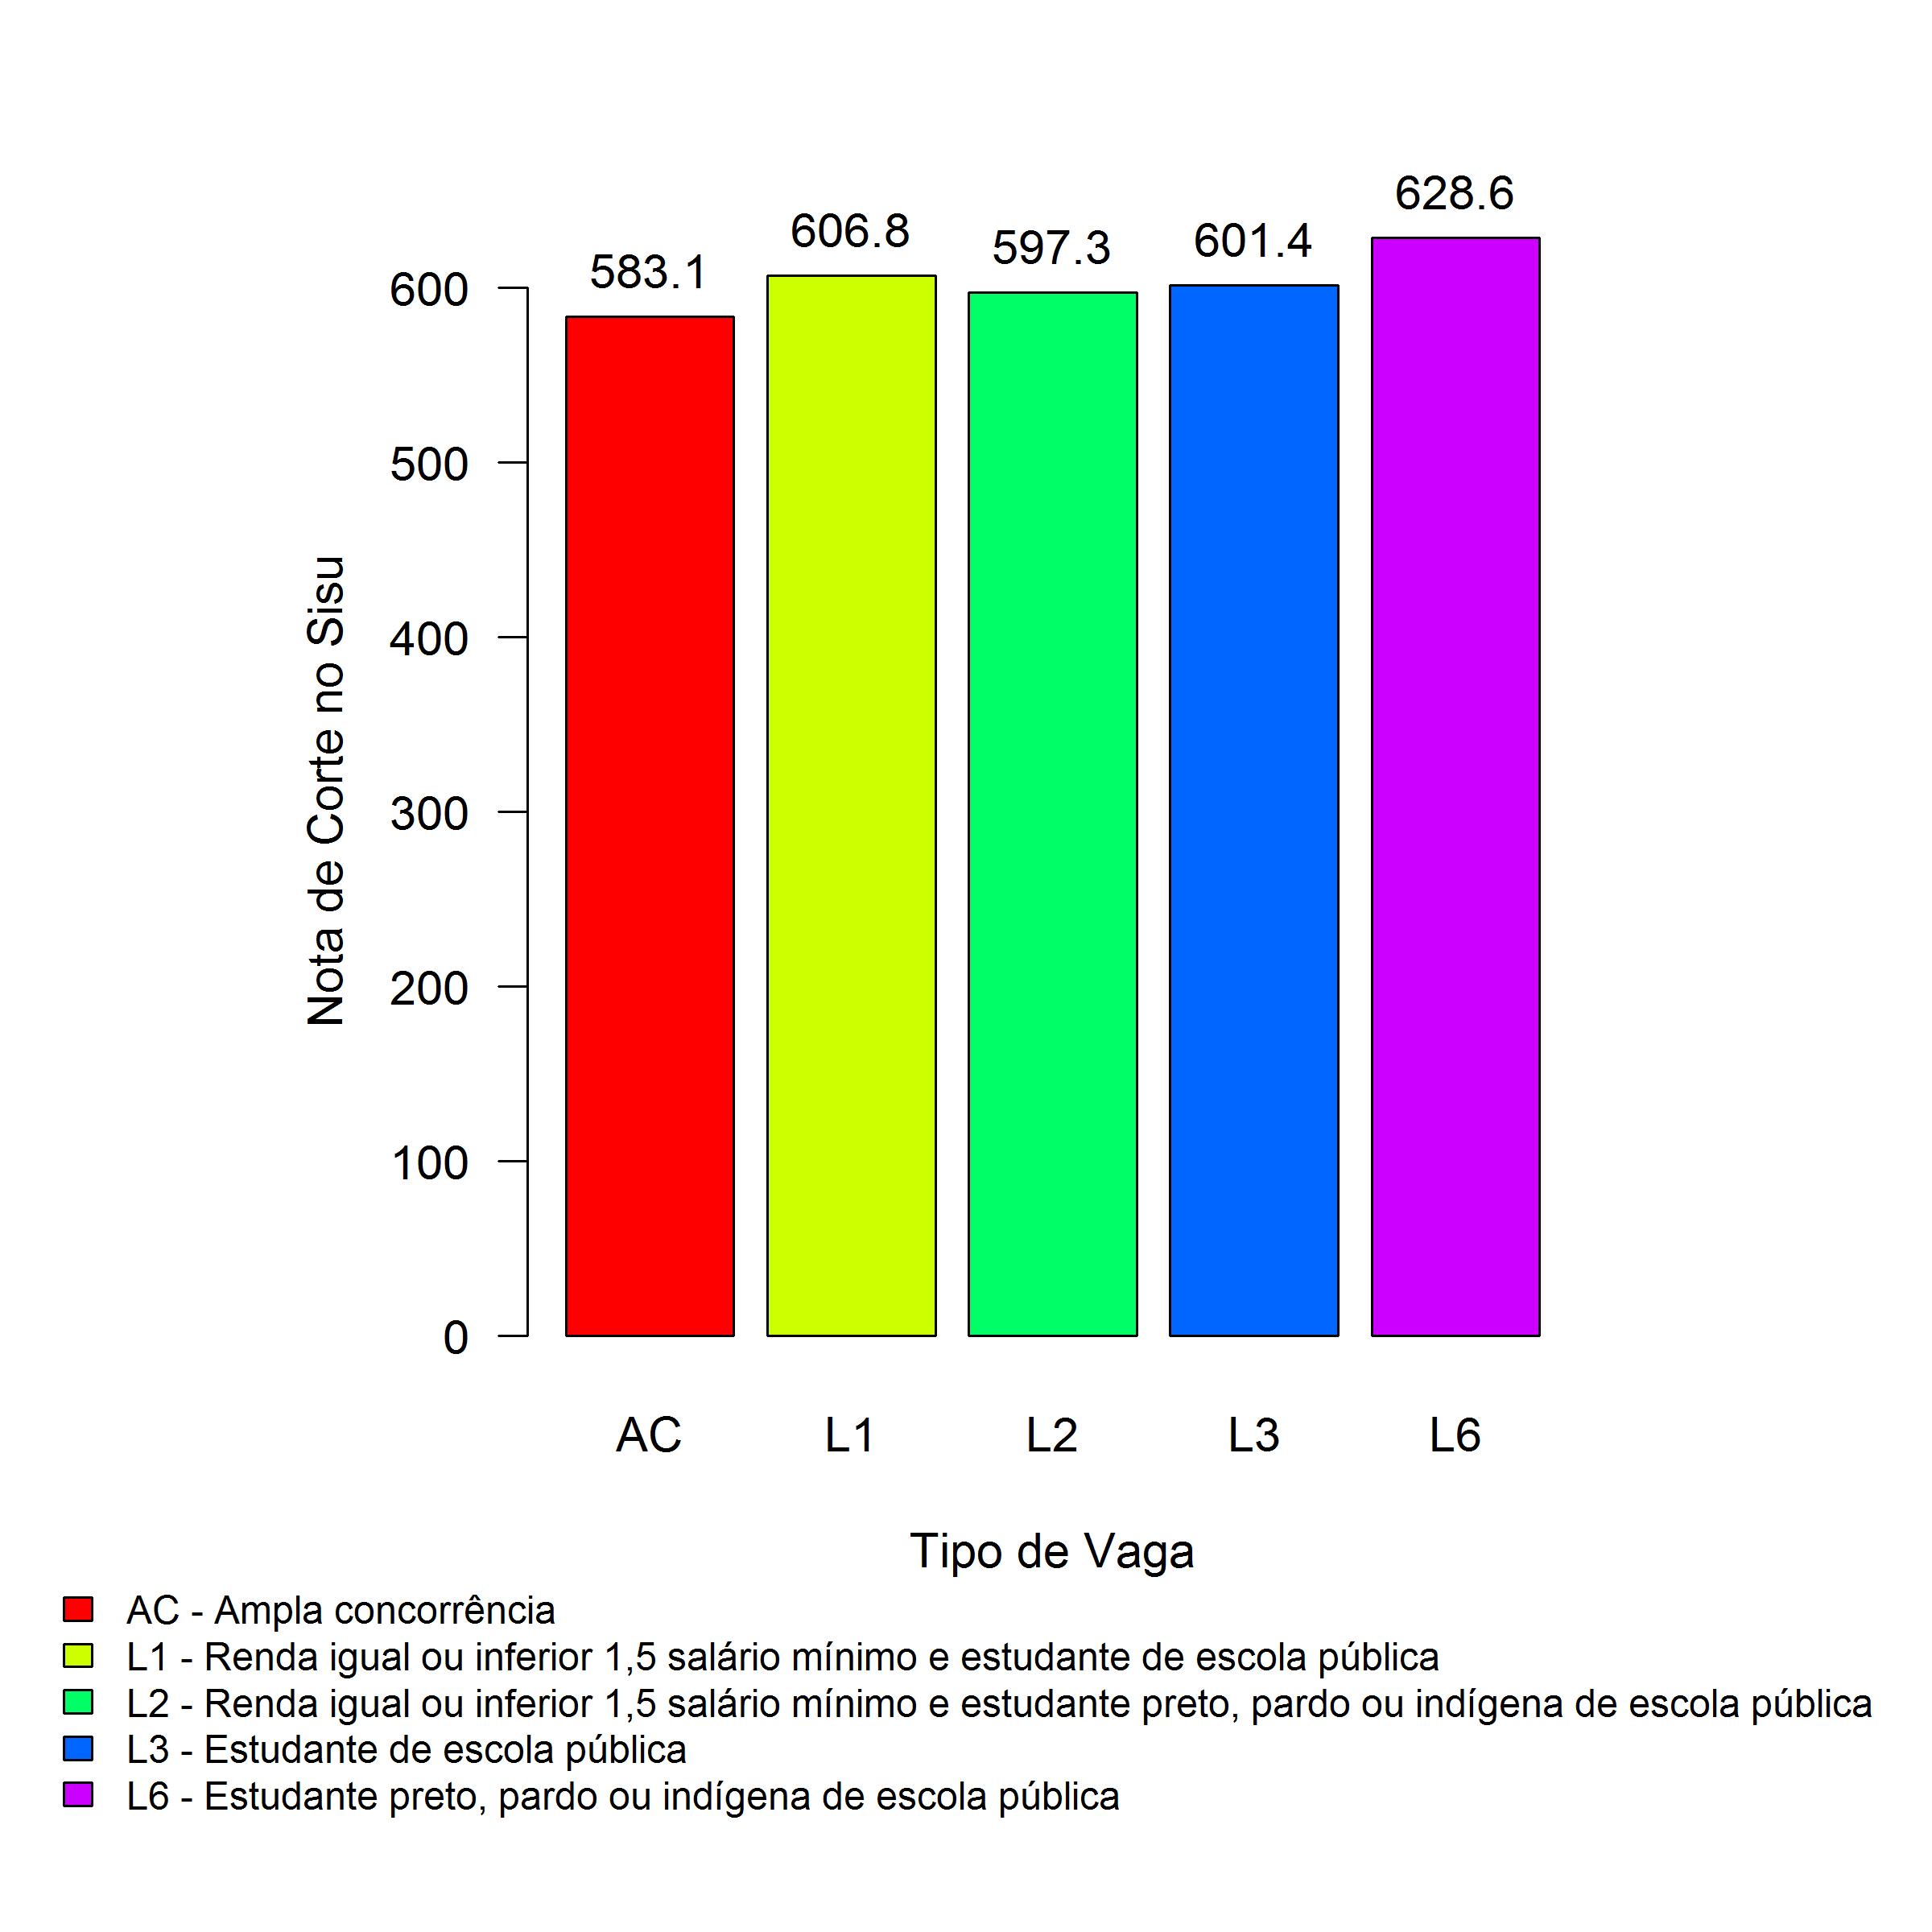 628.6
606.8
601.4
597.3
583.1
600
500
400
300
200
100
0
Nota de Corte no Sisu
AC L1 L2 L3 L6
Tipo de Vaga
AC - Ampla concorrência
L1 - Renda igual ou inferior 1,5 salário mínimo e estudante de escola pública
L2 - Renda igual ou inferior 1,5 salário mínimo e estudante preto, pardo ou indígena de escola pública
L3 - Estudante de escola pública
L6 - Estudante preto, pardo ou indígena de escola pública